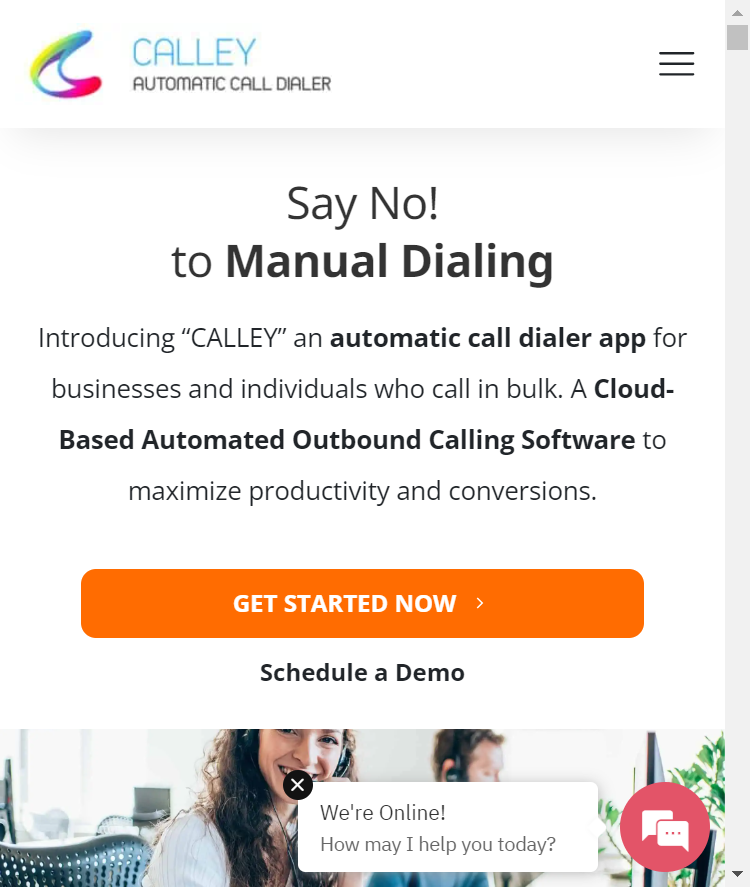 CALLEY
AUTOMATIC CALL DIALER
Say No!
to Manual Dialing
Introducing “CALLEY” an automatic call dialer app for
businesses and individuals who call in bulk. A Cloud-
Based Automated Outbound Calling Software to
maximize productivity and conversions.
GET STARTED NOW
Schedule a Demo
We're Online!
How may I help you today?